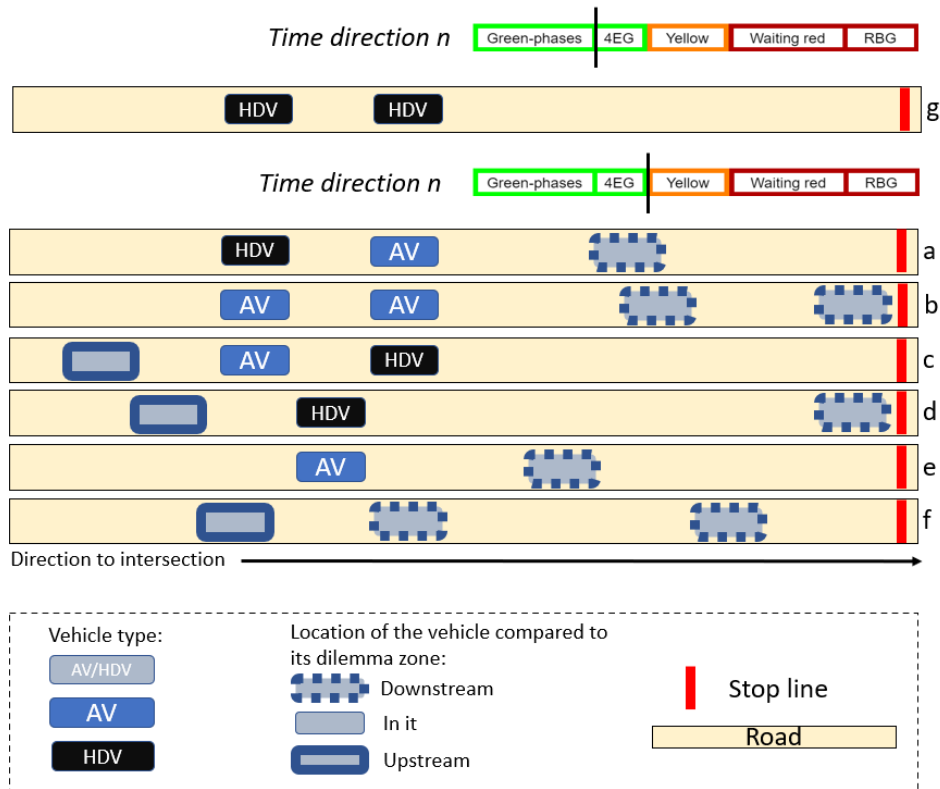 Time direction n Green-phases 4EG Yellow Waiting red RBG
HDV HDV g
Time direction n Green-phases 4EG Yellow Waiting red RBG
HDV AV a
AV AV b
AV HDV c
HDV d
AV e
f
Direction to intersection
Vehicle type:
AV/HDV
AV
HDV
Location of the vehicle compared to
its dilemma zone:
Downstream
In it
Upstream
Stop line
Road